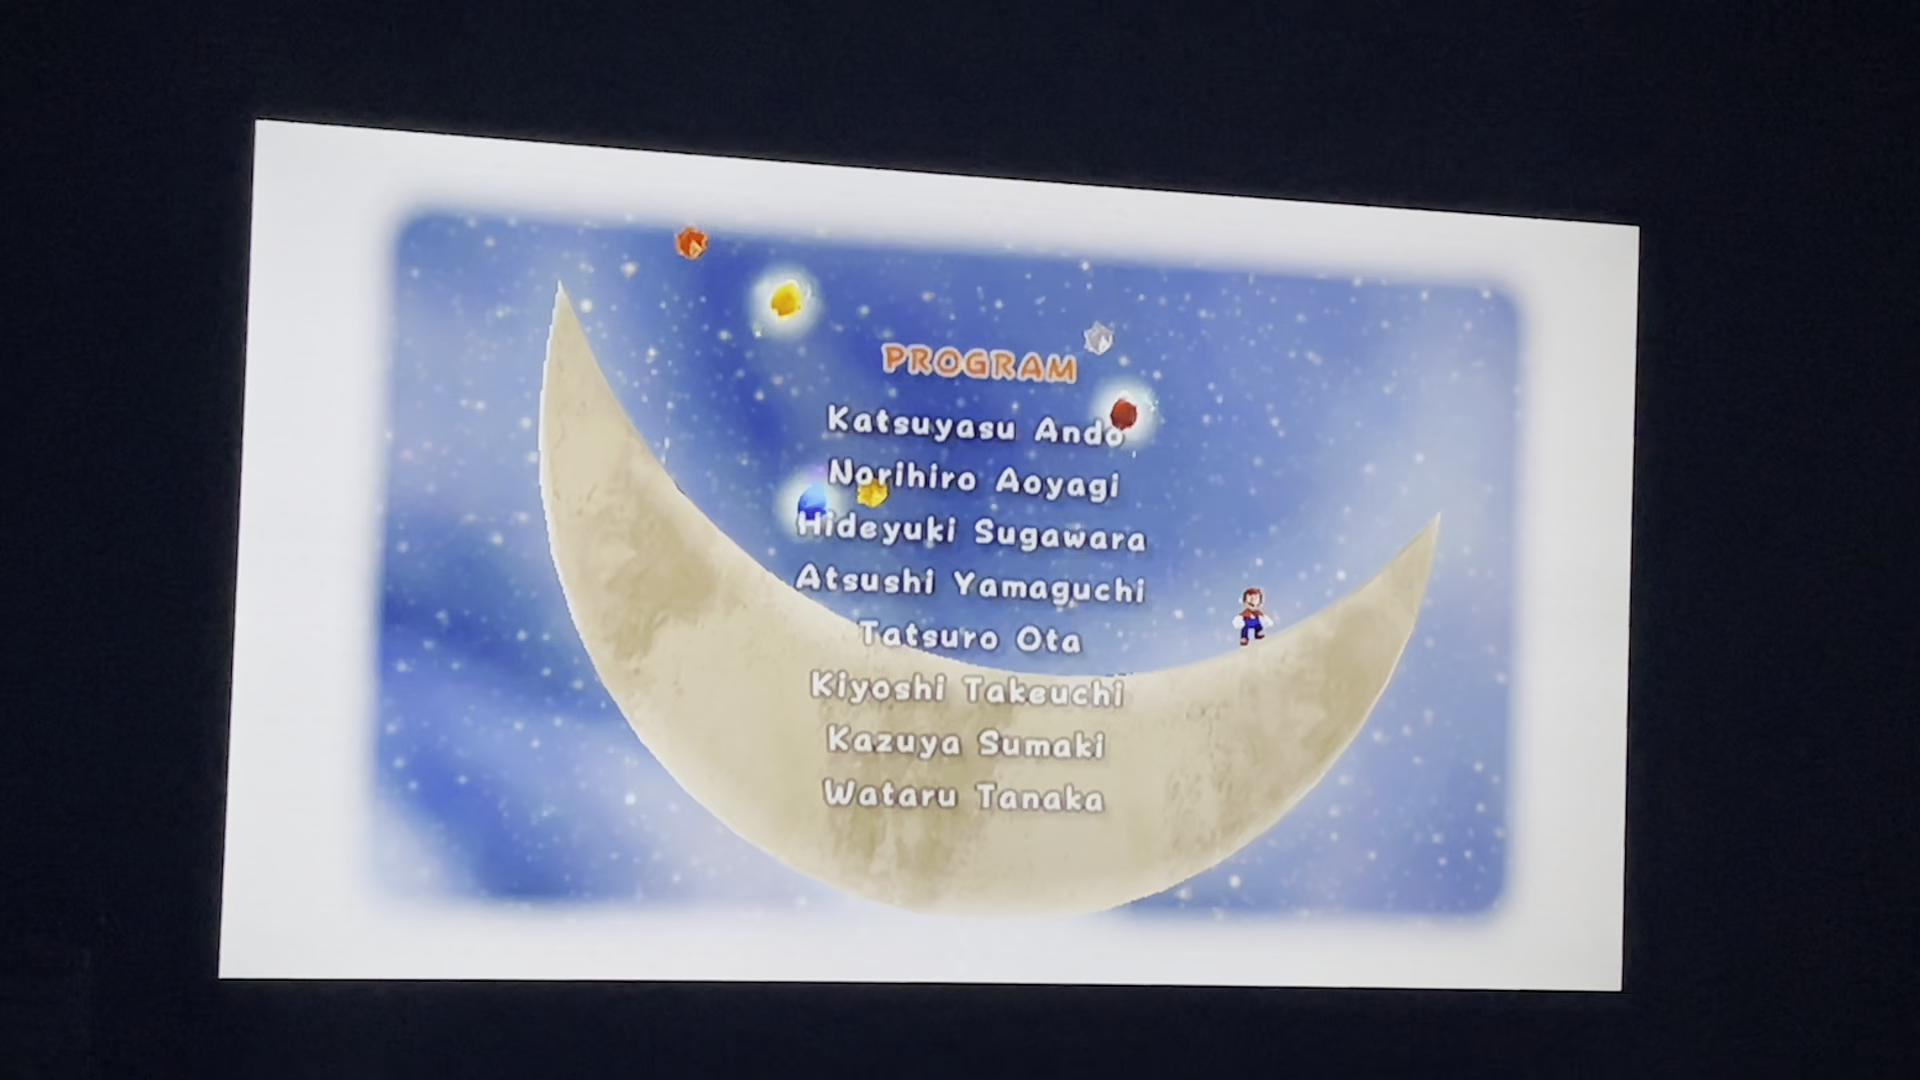 PROGRAM
Katsuyasu Ando
Norihiro Aoyagi
Hideyuki Sugawara
Atsushi Yamaguchi
Tatsuro Ota
Kiyoshi Takeuchi
Kazuya Sumaki
Wataru Tanaka